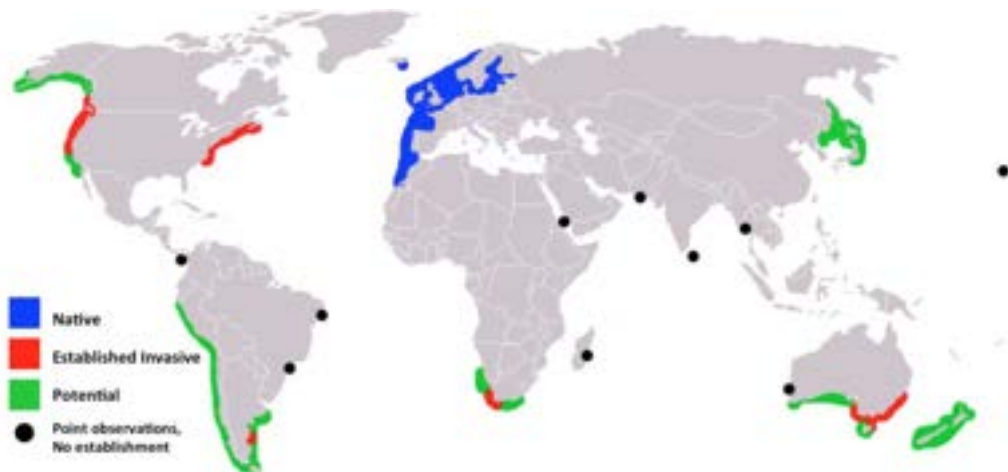 Native
Established Invasive
Potential
Point observations,
No establishment